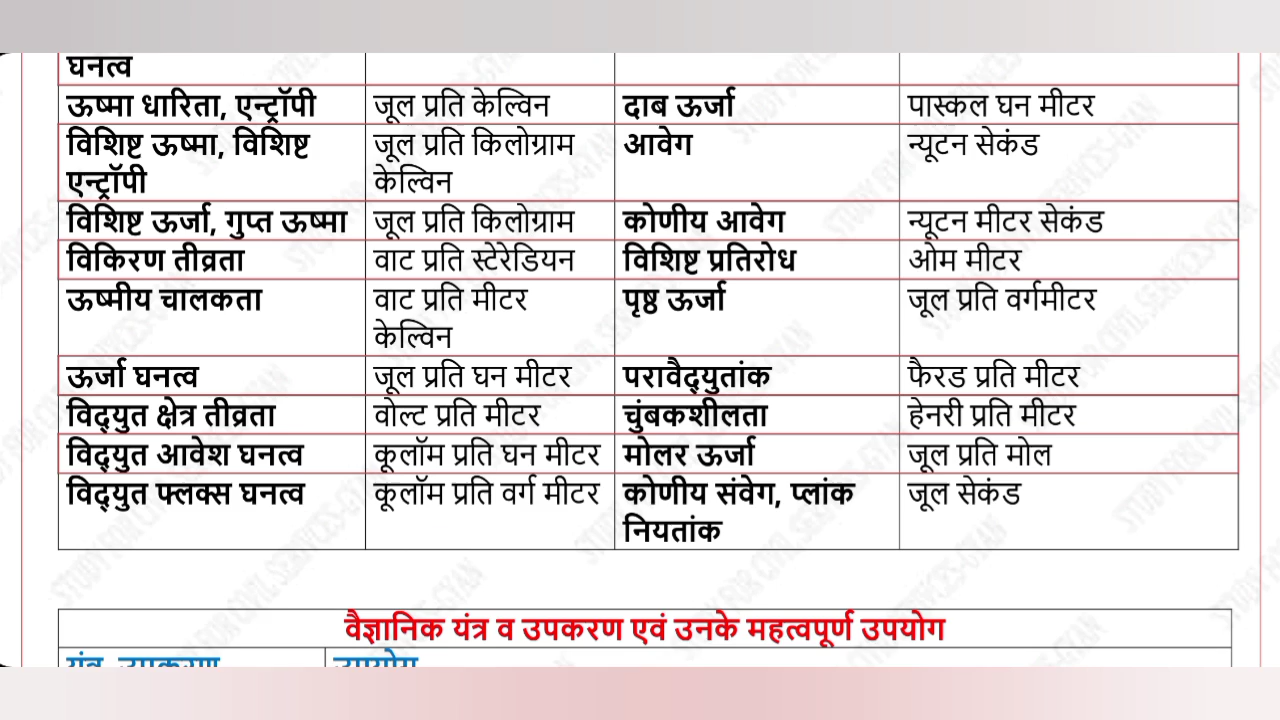 घनत्व
ऊष्मा धारिता, एन्ट्रॉपी जूल प्रति केल्विन दाब ऊर्जा पास्कल घन मीटर
विशिष्ट ऊष्मा, विशिष्ट जूल प्रति किलोग्राम आवेग न्यूटन सेकंड
एन्ट्रॉपी केल्विन
विशिष्ट ऊर्जा, गुप्त ऊष्मा जूल प्रति किलोग्राम कोणीय आवेग न्यूटन मीटर सेकंड
विकिरण तीव्रता वाट प्रति स्टेरेडियन विशिष्ट प्रतिरोध ओम मीटर
ऊष्मीय चालकता वाट प्रति मीटर पृष्ठ ऊर्जा जूल प्रति वर्गमीटर
केल्विन
ऊर्जा घनत्व जूल प्रति घन मीटर परावैद्युतांक फैरड प्रति मीटर
विद्युत क्षेत्र तीव्रता वोल्ट प्रति मीटर चुंबकशीलता हेनरी प्रति मीटर
विद्युत आवेश घनत्व कूलॉम प्रति घन मीटर मोलर ऊर्जा जूल प्रति मोल
विद्युत फ्लक्स घनत्व कूलॉम प्रति वर्ग मीटर कोणीय संवेग, प्लांक जूल सेकंड
नियतांक
वैज्ञानिक यंत्र व उपकरण एवं उनके महत्वपूर्ण उपयोग
यंत्र, उपकरण उपयोग